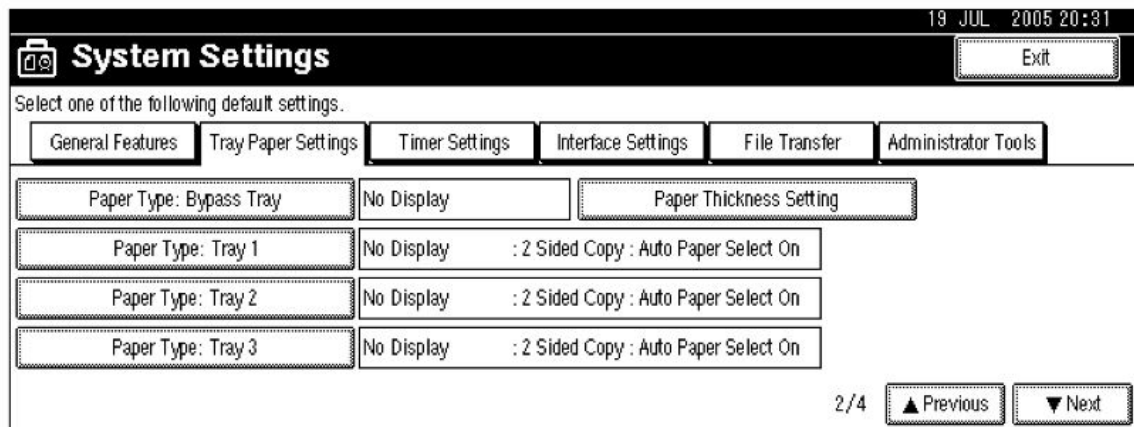 19 JUL 2005 20:31
System Settings
Exit
Select one of the following default settings.
General Features Tray Paper Settings Timer Settings Interface Settings File Transfer Administrator Tools
Paper Type: Bypass Tray No Display Paper Thickness Setting
Paper Type: Tray 1 No Display : 2 Sided Copy : Auto Paper Select On
Paper Type: Tray 2 No Display : 2 Sided Copy : Auto Paper Select On
Paper Type: Tray 3 No Display : 2 Sided Copy : Auto Paper Select On
2/4 ▲Previous ▼Next